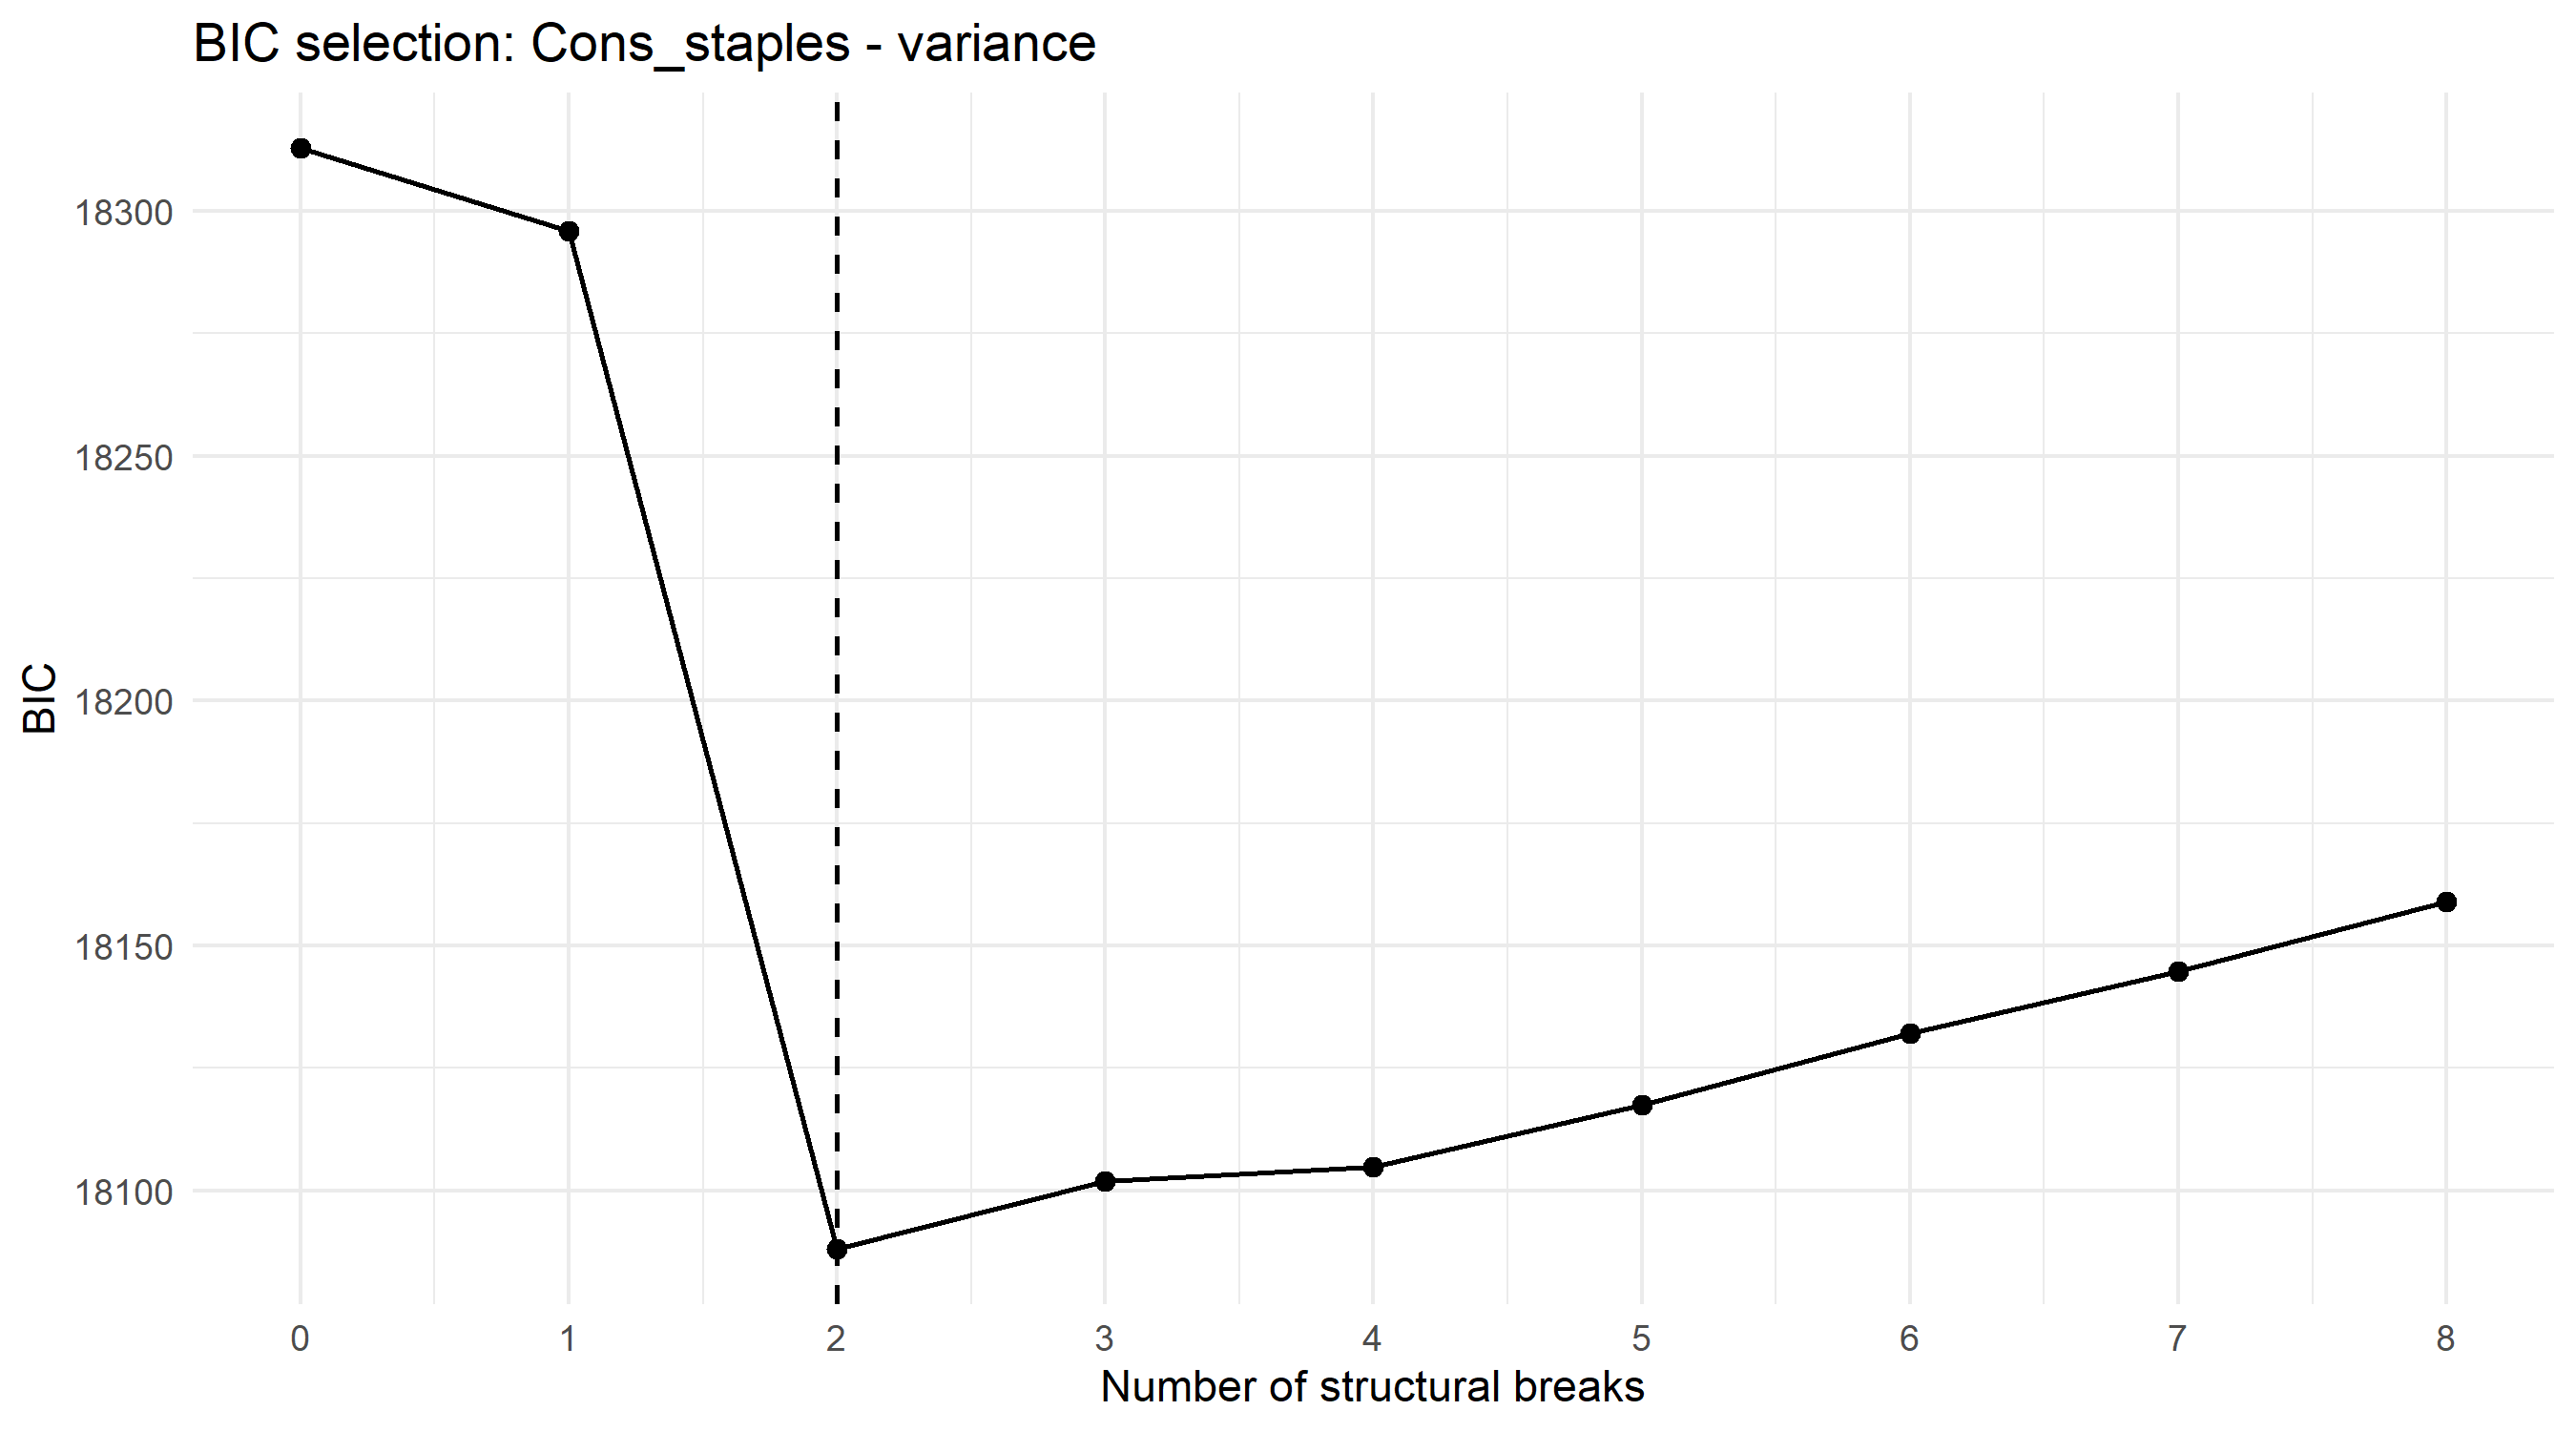 BIC selection: Cons_staples - variance
BIC
18300
18250
18200
18150
18100
0 1 2 3 4 5 6 7 8
Number of structural breaks